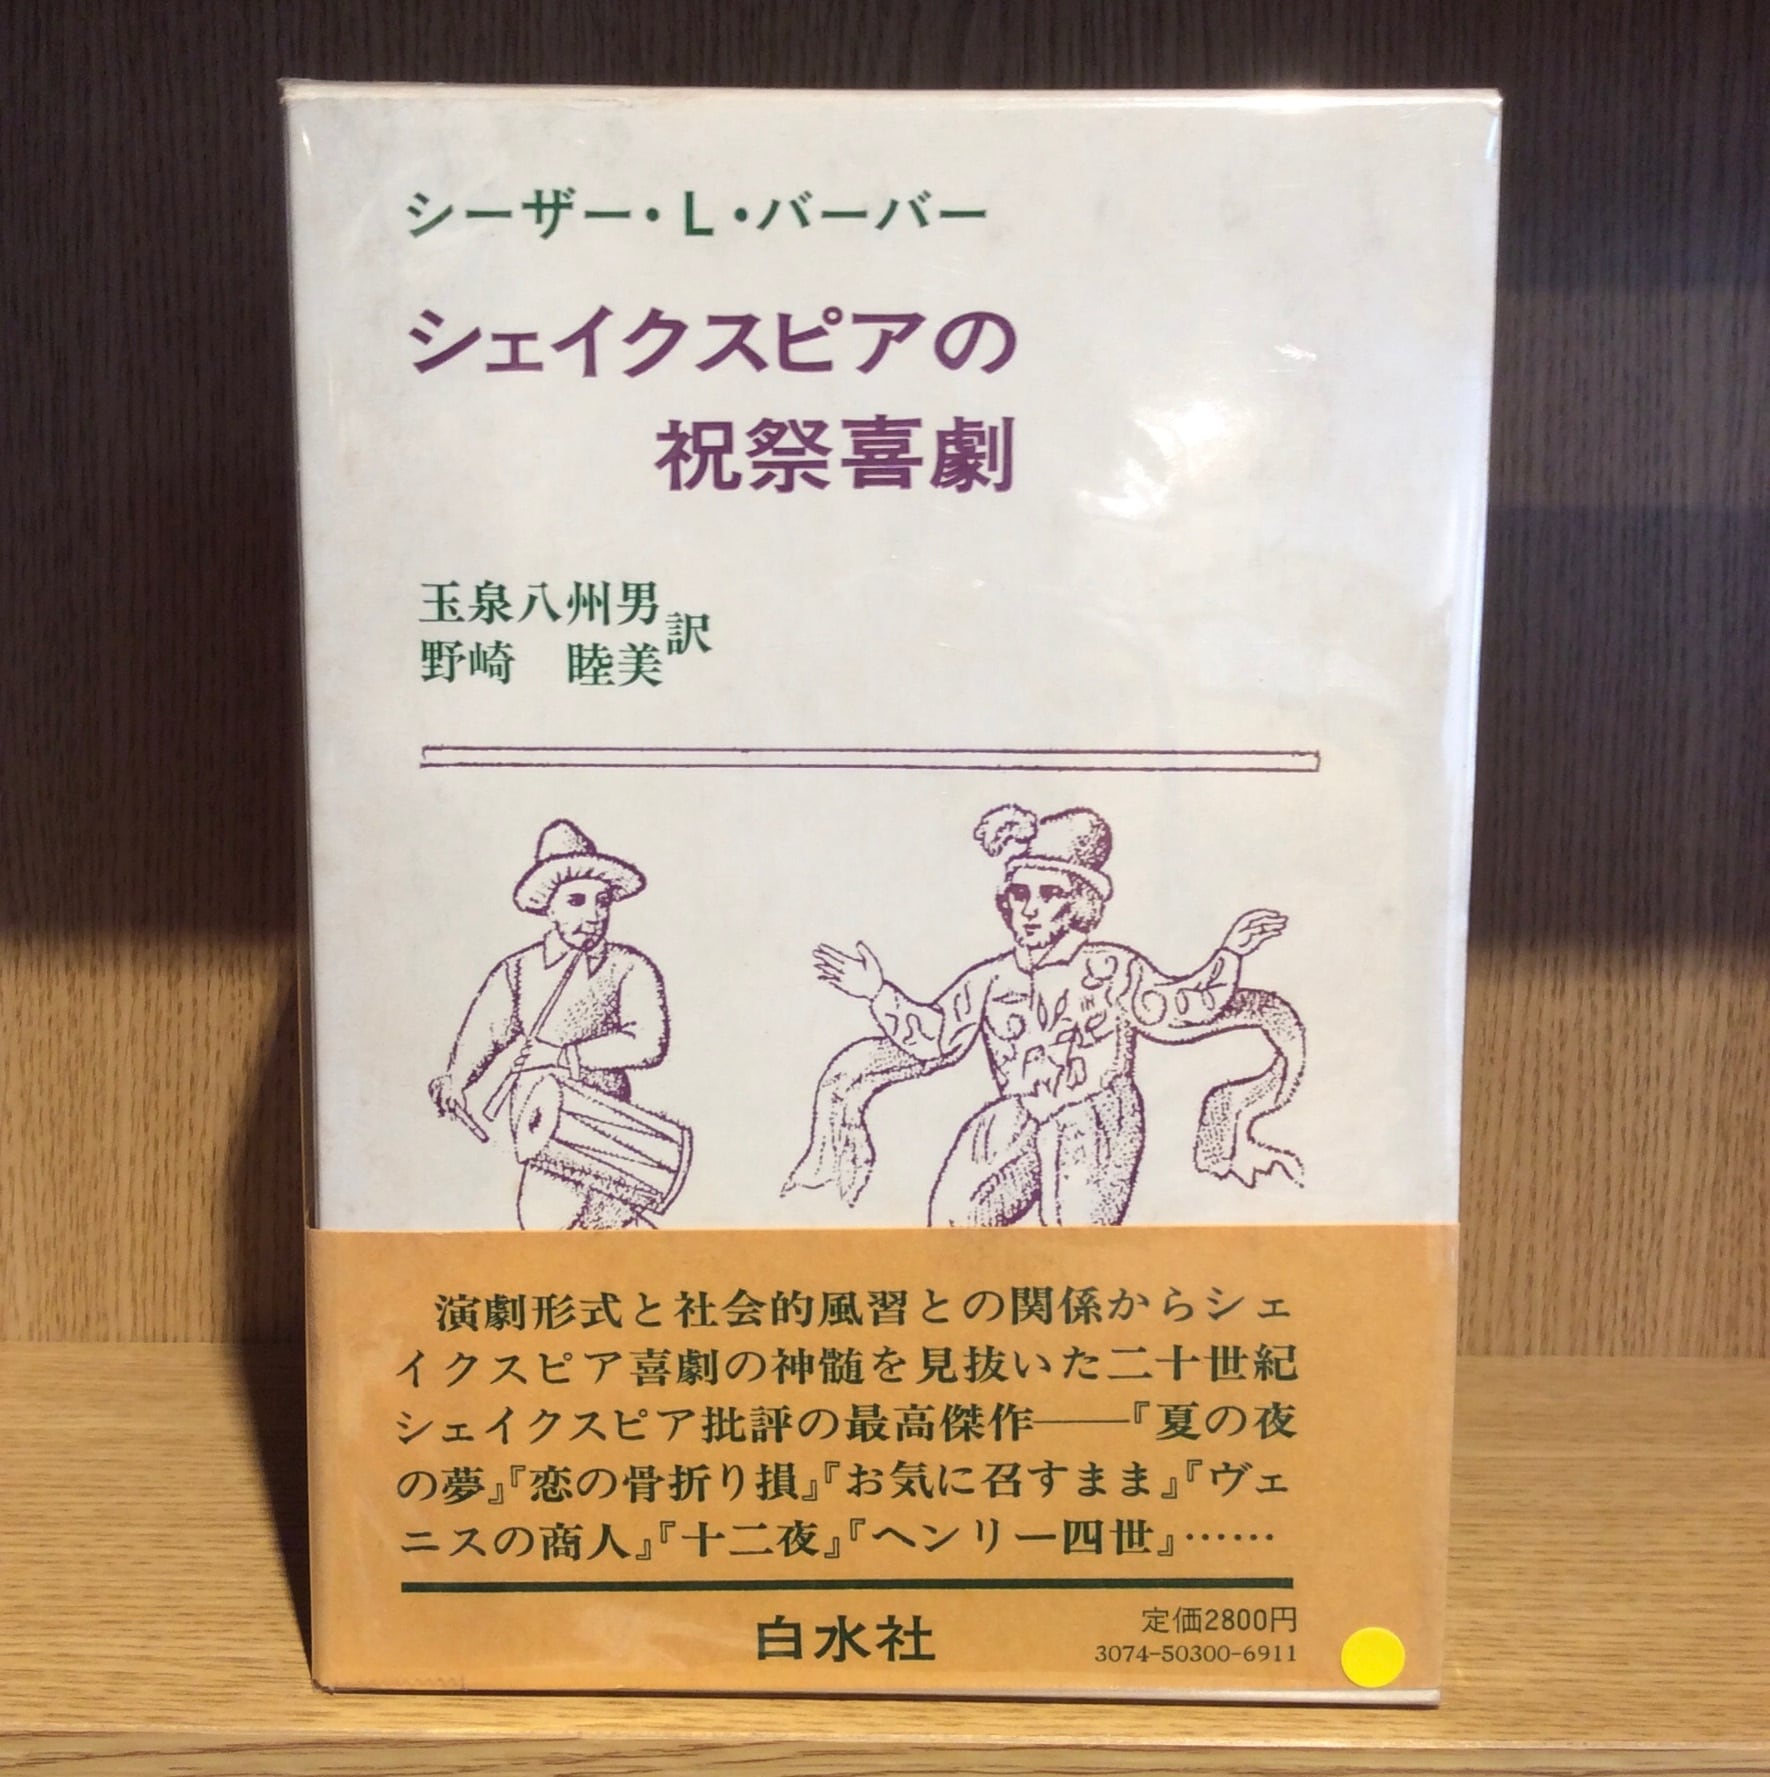 シーザー・L・バーバー
シェイクスピアの
祝祭喜劇
玉泉八州男
野崎　睦美
訳
演劇形式と社会的風習との関係からシェ
イクスピア喜劇の神髄を見抜いた二十世紀
シェイクスピア批評の最高傑作──『夏の夜
の夢』『恋の骨折り損』『お気に召すまま』『ヴェ
ニスの商人』『十二夜』『ヘンリー四世』……
白水社
定価2800円
3074-50300-6911